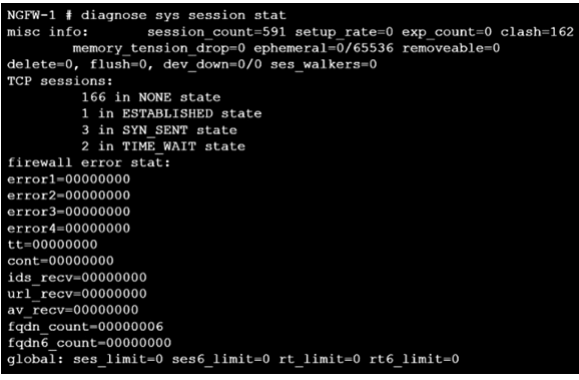 NGFW-1 # diagnose sys session stat
misc info:       session_count=591 setup_rate=0 exp_count=0 clash=162
        memory_tension_drop=0 ephemeral=0/65536 removeable=0
delete=0, flush=0, dev_down=0/0 ses_walkers=0
TCP sessions:
         166 in NONE state
         1 in ESTABLISHED state
         3 in SYN_SENT state
         2 in TIME_WAIT state
firewall error stat:
error1=00000000
error2=00000000
error3=00000000
error4=00000000
tt=00000000
cont=00000000
ids_recv=00000000
url_recv=00000000
av_recv=00000000
fqdn_count=00000006
fqdn6_count=00000000
global: ses_limit=0 ses6_limit=0 rt_limit=0 rt6_limit=0